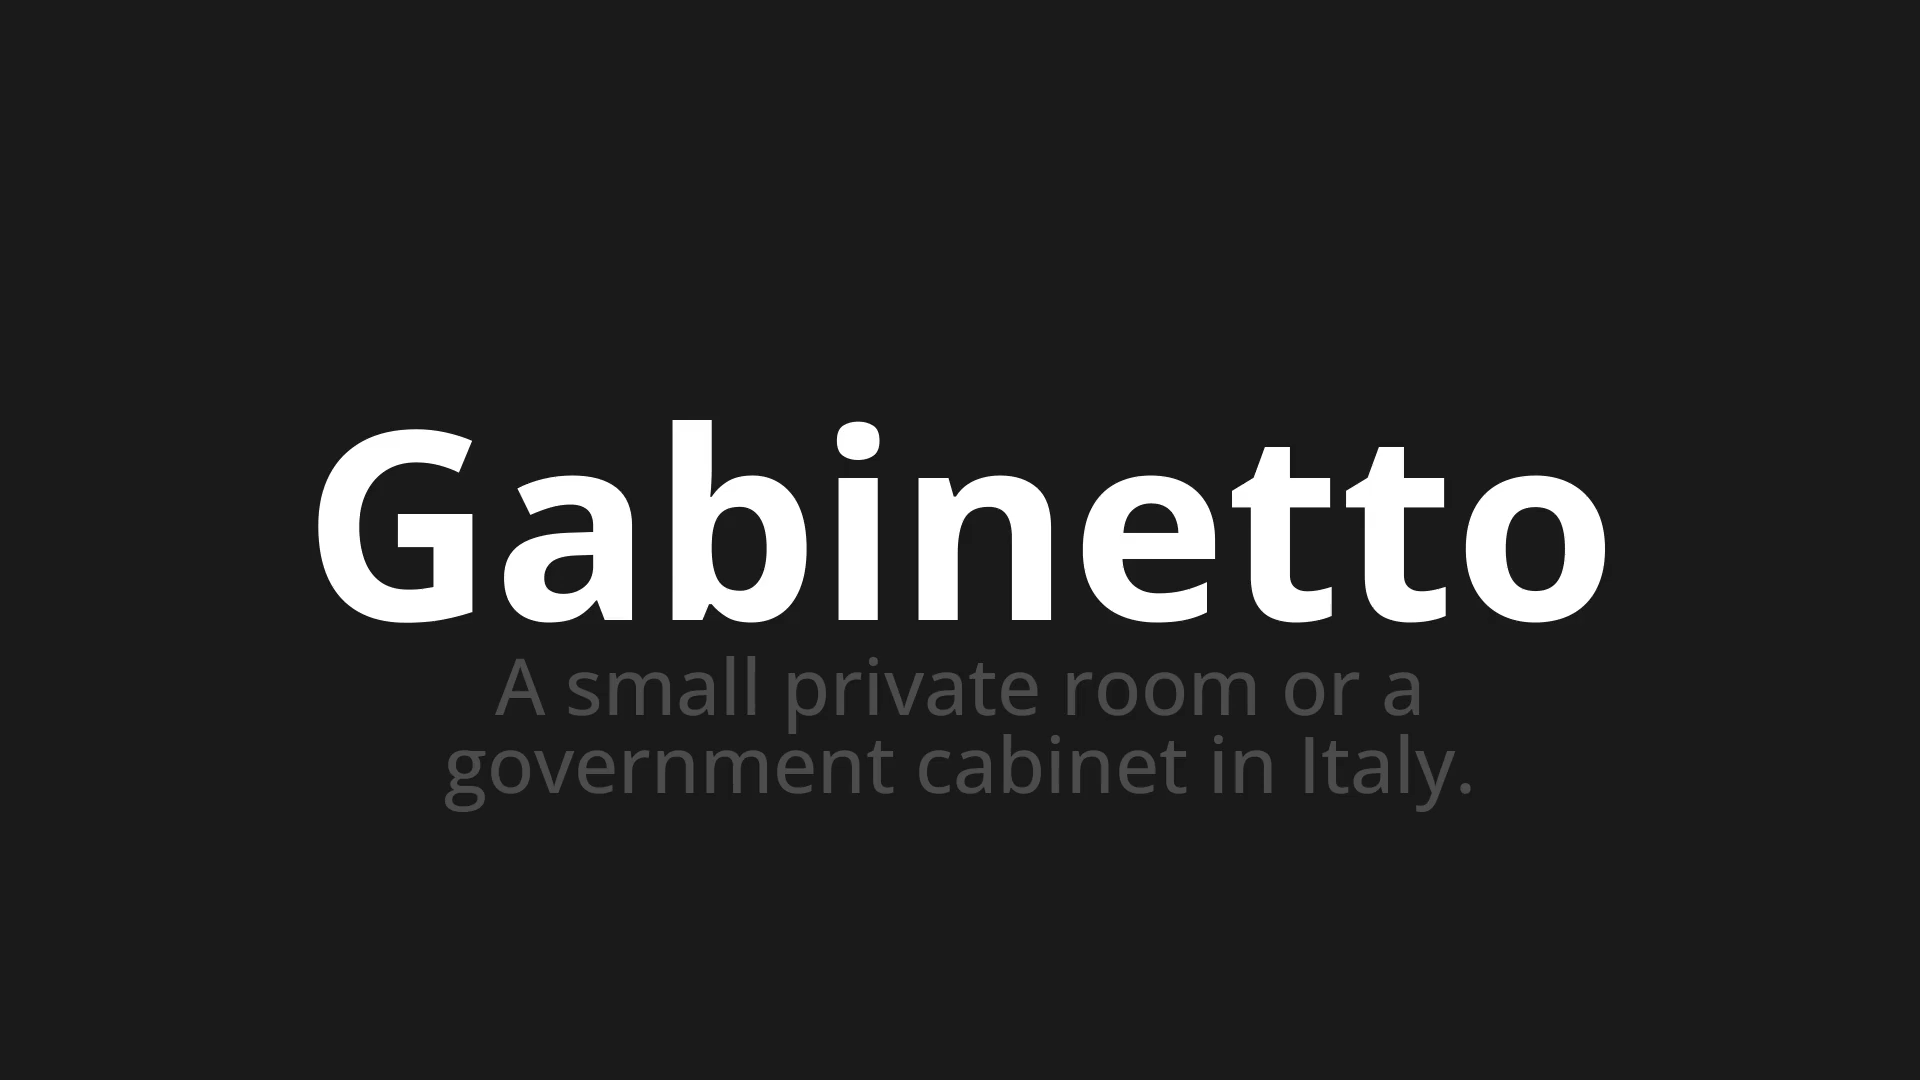 Gabinetto
A small private room or a
government cabinet in Italy.